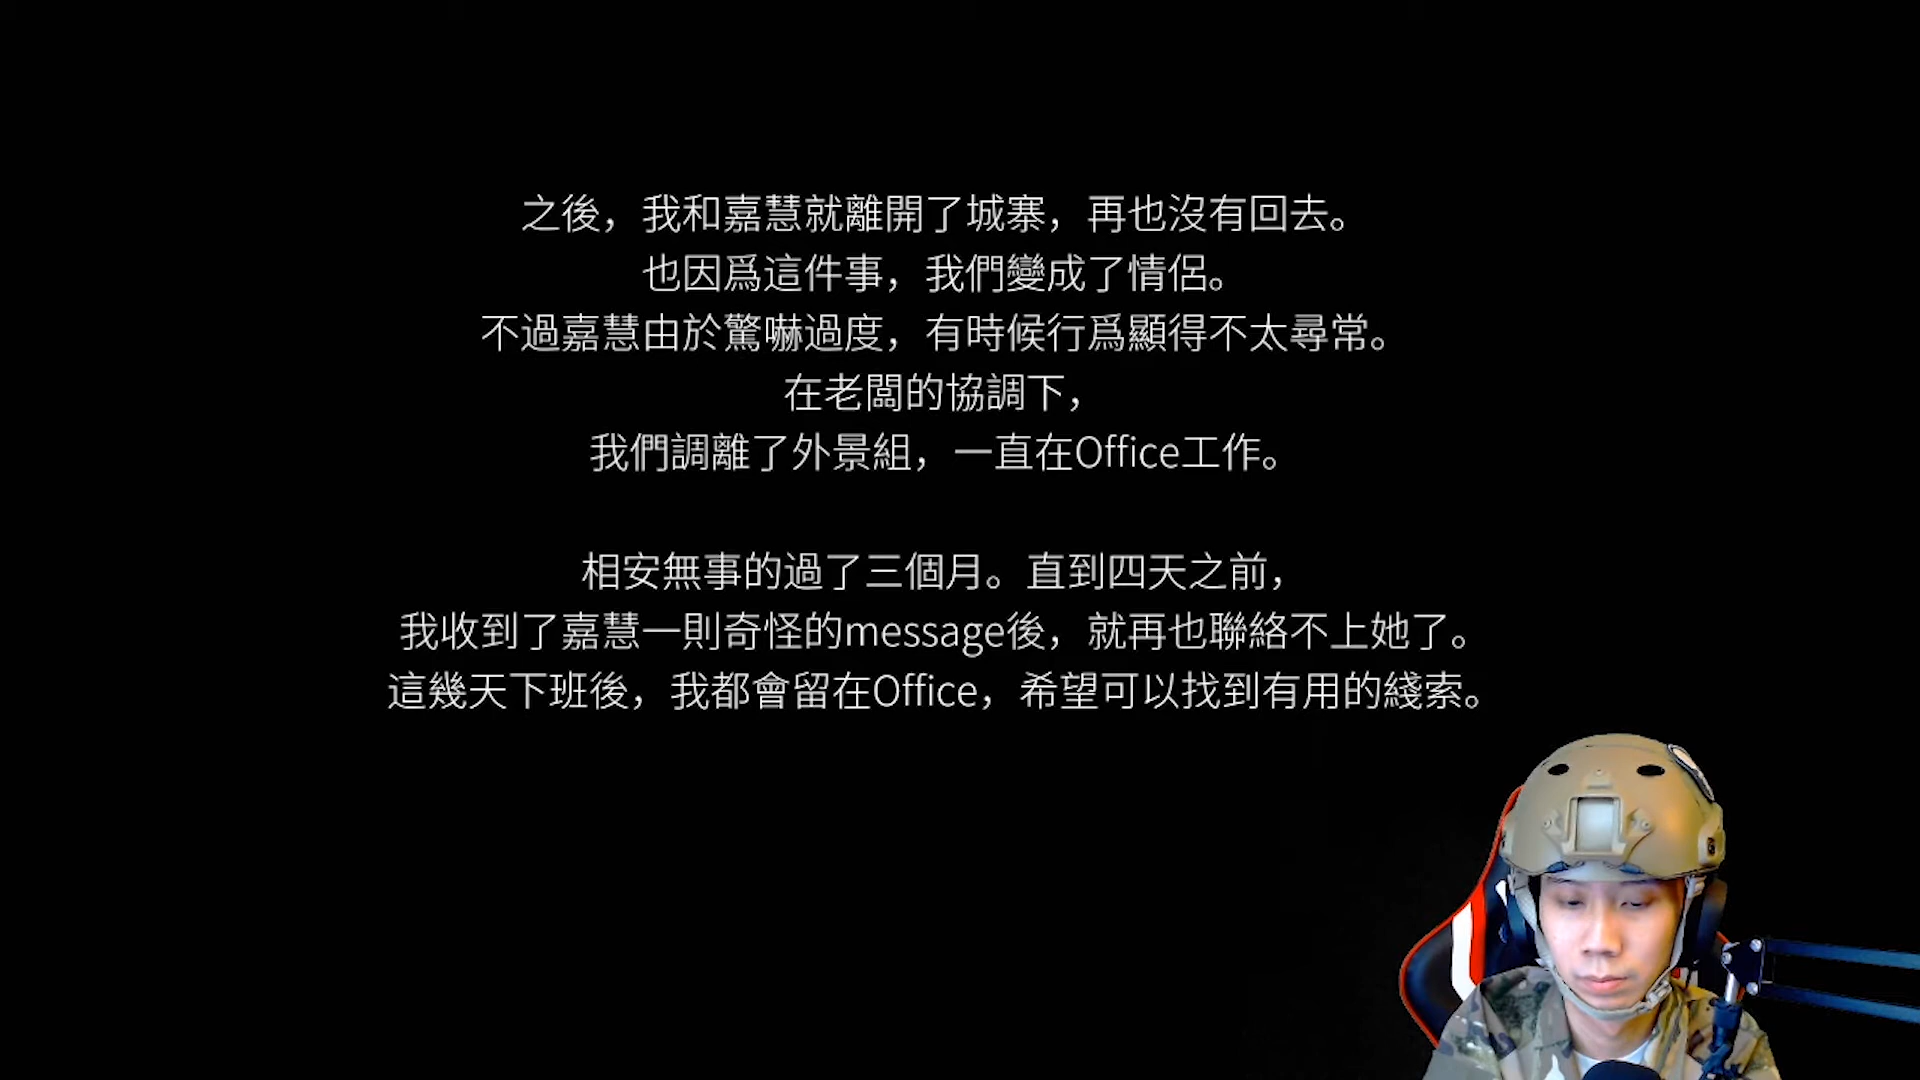 之後，我和嘉慧就離開了城寨，再也沒有回去。
也因爲這件事，我們變成了情侶。
不過嘉慧由於驚嚇過度，有時候行爲顯得不太尋常。
在老闆的協調下，
我們調離了外景組，一直在Office工作。
相安無事的過了三個月。直到四天之前，
我收到了嘉慧一則奇怪的message後，就再也聯絡不上她了。
這幾天下班後，我都會留在Office，希望可以找到有用的綫索。